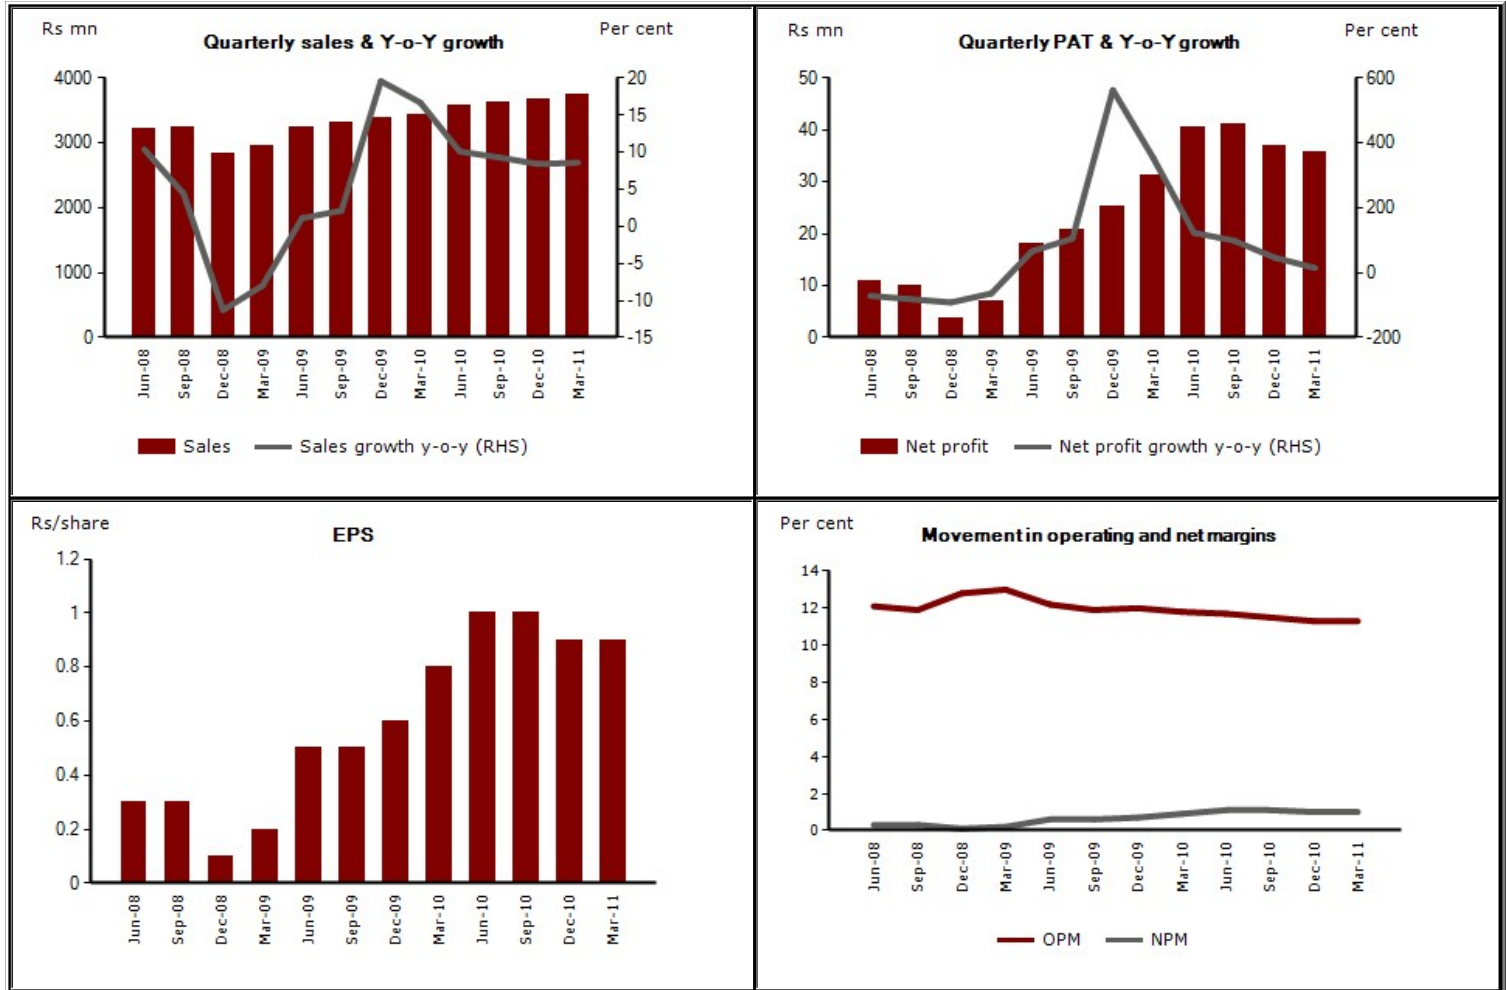 Rs mn
Quarterly sales & Y-o-Y growth
Per cent
4000
3000
2000
1000
0
20
15
10
5
0
-5
-10
-15
Jun-08
Sep-08
Dec-08
Mar-09
Jun-09
Sep-09
Dec-09
Mar-10
Jun-10
Sep-10
Dec-10
Mar-11
Sales
Sales growth y-o-y (RHS)
Rs mn
Quarterly PAT & Y-o-Y growth
Per cent
50
40
30
20
10
0
600
400
200
0
-200
Jun-08
Sep-08
Dec-08
Mar-09
Jun-09
Sep-09
Dec-09
Mar-10
Jun-10
Sep-10
Dec-10
Mar-11
Net profit
Net profit growth y-o-y (RHS)
Rs/share
EPS
1.2
1
0.8
0.6
0.4
0.2
0
Jun-08
Sep-08
Dec-08
Mar-09
Jun-09
Sep-09
Dec-09
Mar-10
Jun-10
Sep-10
Dec-10
Mar-11
Per cent
Movement in operating and net margins
14
12
10
8
6
4
2
0
Jun-08
Sep-08
Dec-08
Mar-09
Jun-09
Sep-09
Dec-09
Mar-10
Jun-10
Sep-10
Dec-10
Mar-11
OPM
NPM